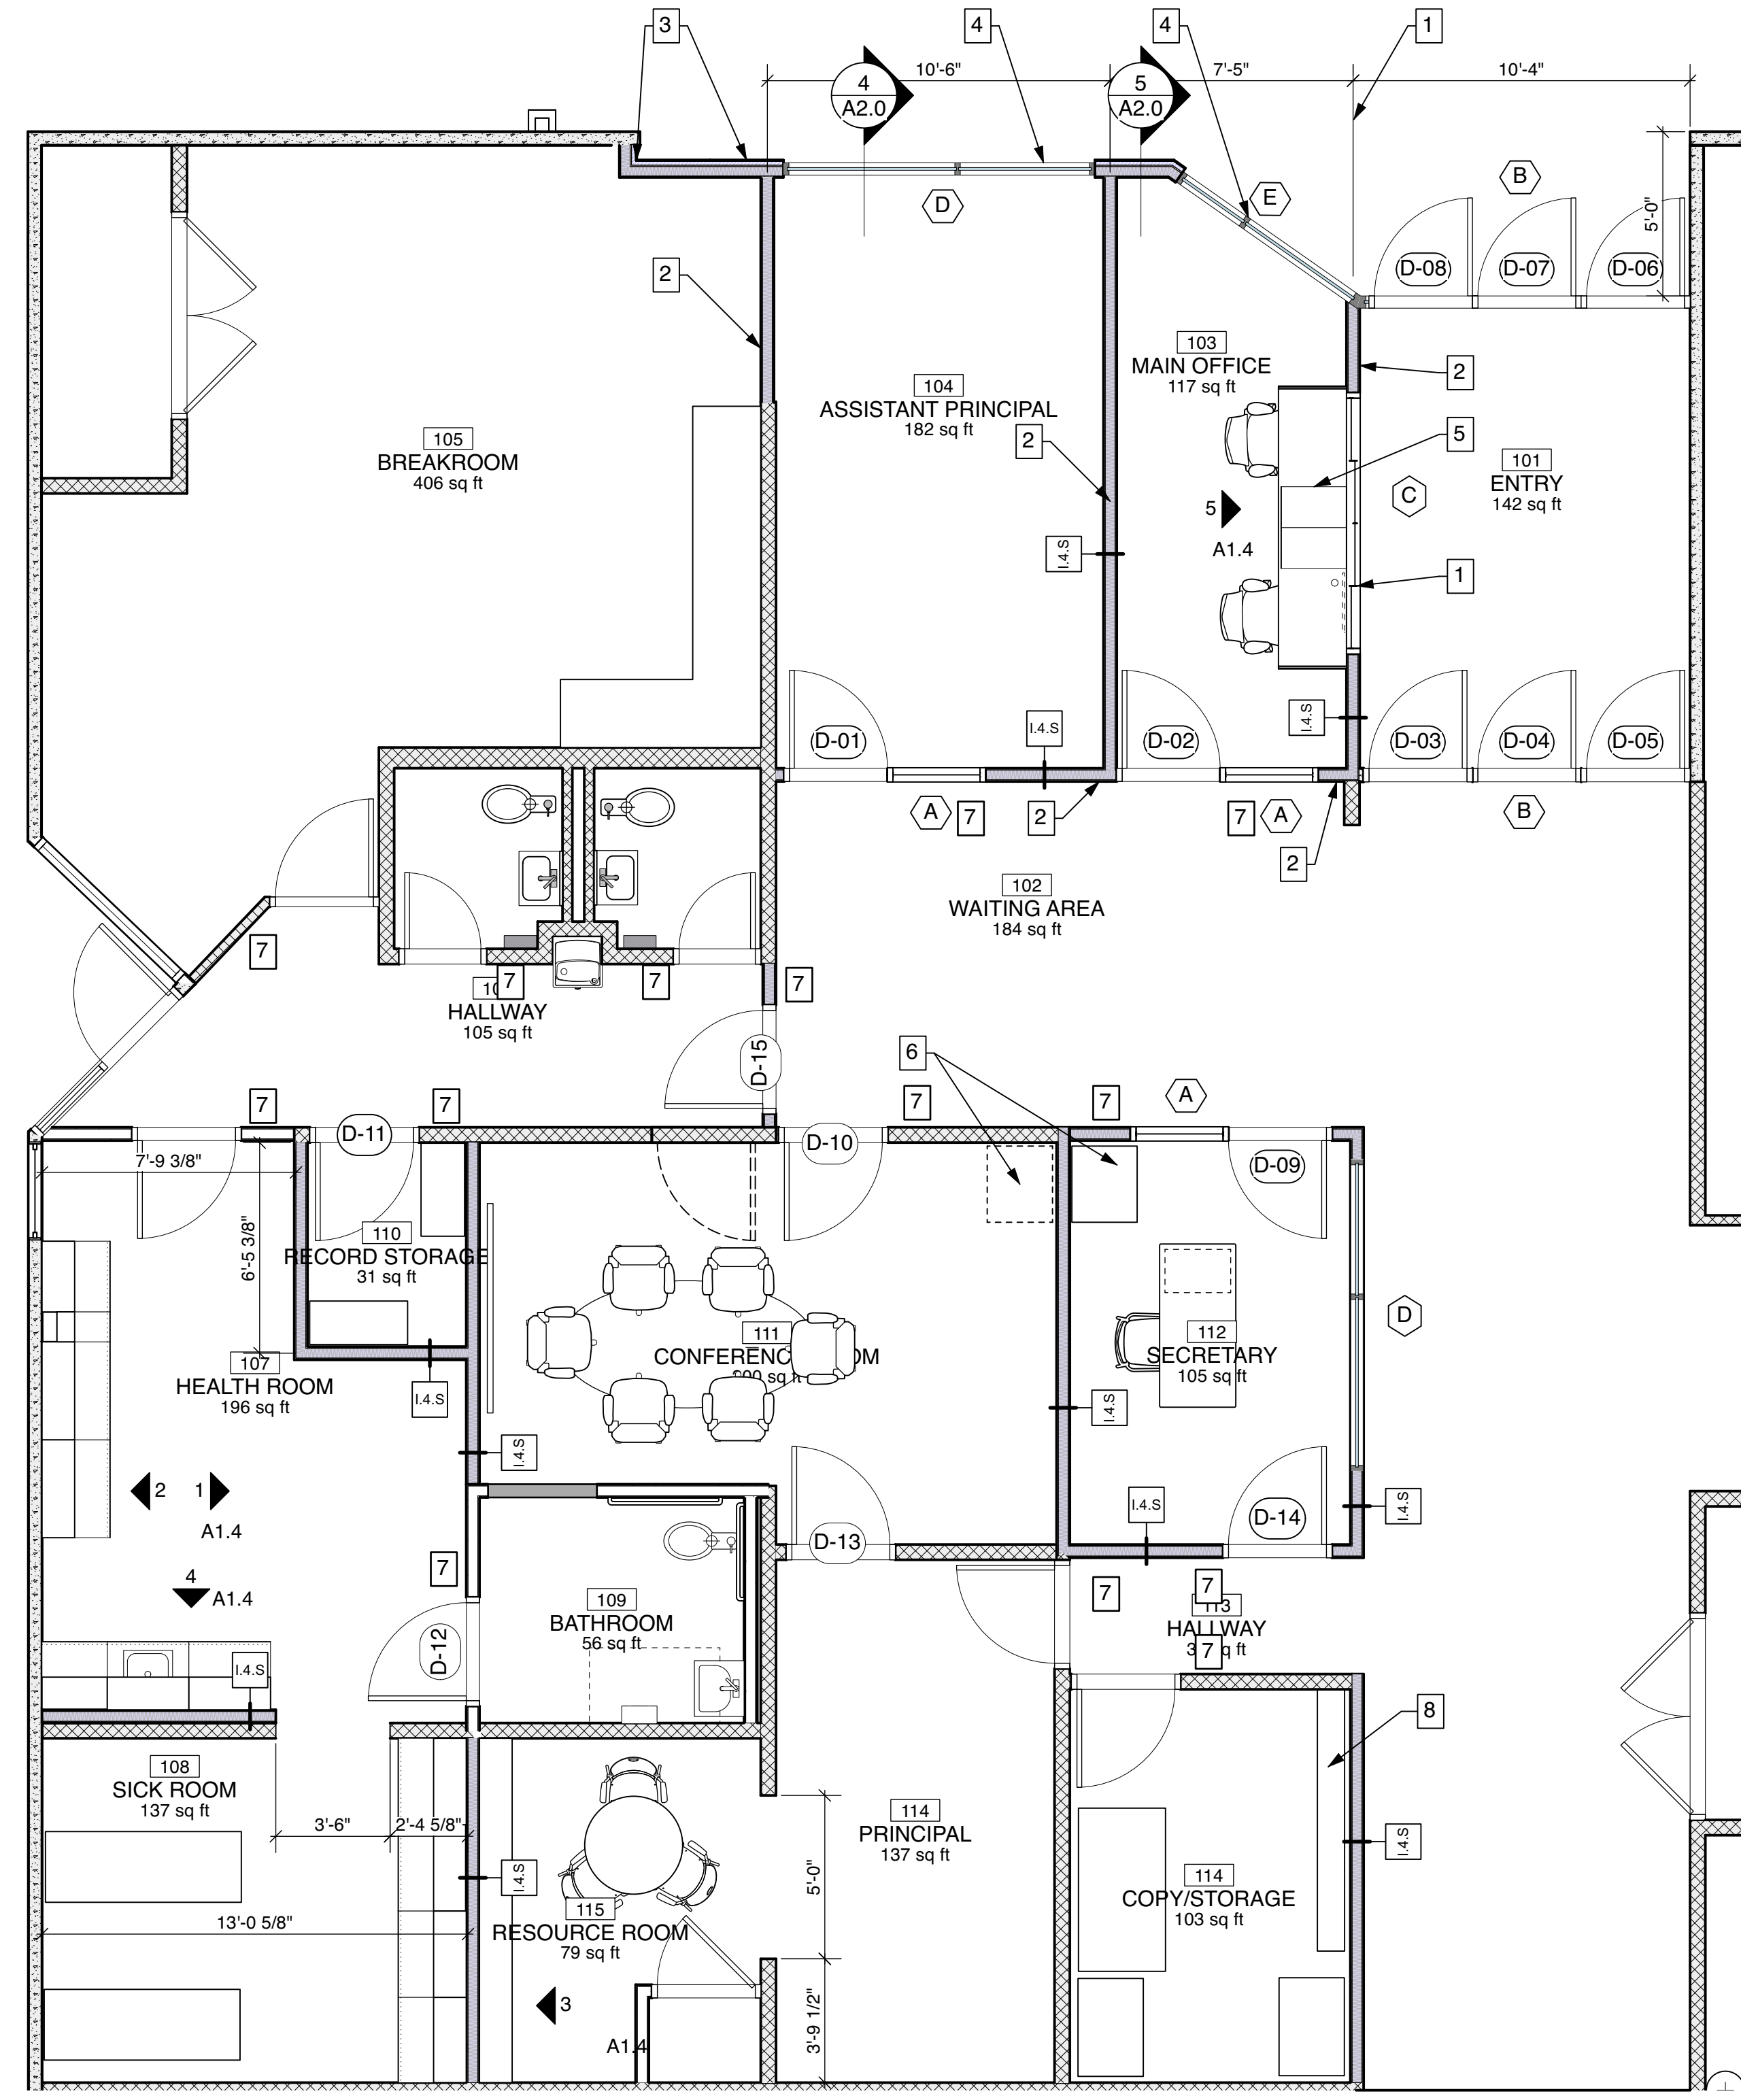 3
4
4
1
4
A2.0
10'-6"
5
A2.0
7'-5"
10'-4"
B
5'-0"
D
E
D-08
D-07
D-06
2
103
MAIN OFFICE
117 sq ft
2
104
ASSISTANT PRINCIPAL
182 sq ft
105
BREAKROOM
406 sq ft
2
5
101
ENTRY
142 sq ft
C
5
A1.4
I.4.S
1
I.4.S
I.4.S
D-01
D-02
D-03
D-04
D-05
A
7
2
7
A
B
2
102
WAITING AREA
184 sq ft
7
7
7
7
HALLWAY
105 sq ft
D-15
6
7
7
7
7
A
D-11
D-10
7'-9 3/8"
D-09
6'-5 3/8"
110
RECORD STORAGE
31 sq ft
D
111
112
SECRETARY
105 sq ft
107
HEALTH ROOM
196 sq ft
I.4.S
I.4.S
I.4.S
2
1
A1.4
I.4.S
I.4.S
D-14
D-13
7
4
A1.4
7
7
109
BATHROOM
56 sq ft
113
HALLWAY
7
D-12
I.4.S
8
108
SICK ROOM
137 sq ft
3'-6"
2'-4 5/8"
114
PRINCIPAL
137 sq ft
I.4.S
I.4.S
5'-0"
114
COPY/STORAGE
103 sq ft
115
RESOURCE ROOM
79 sq ft
13'-0 5/8"
3
A1.4
3'-9 1/2"